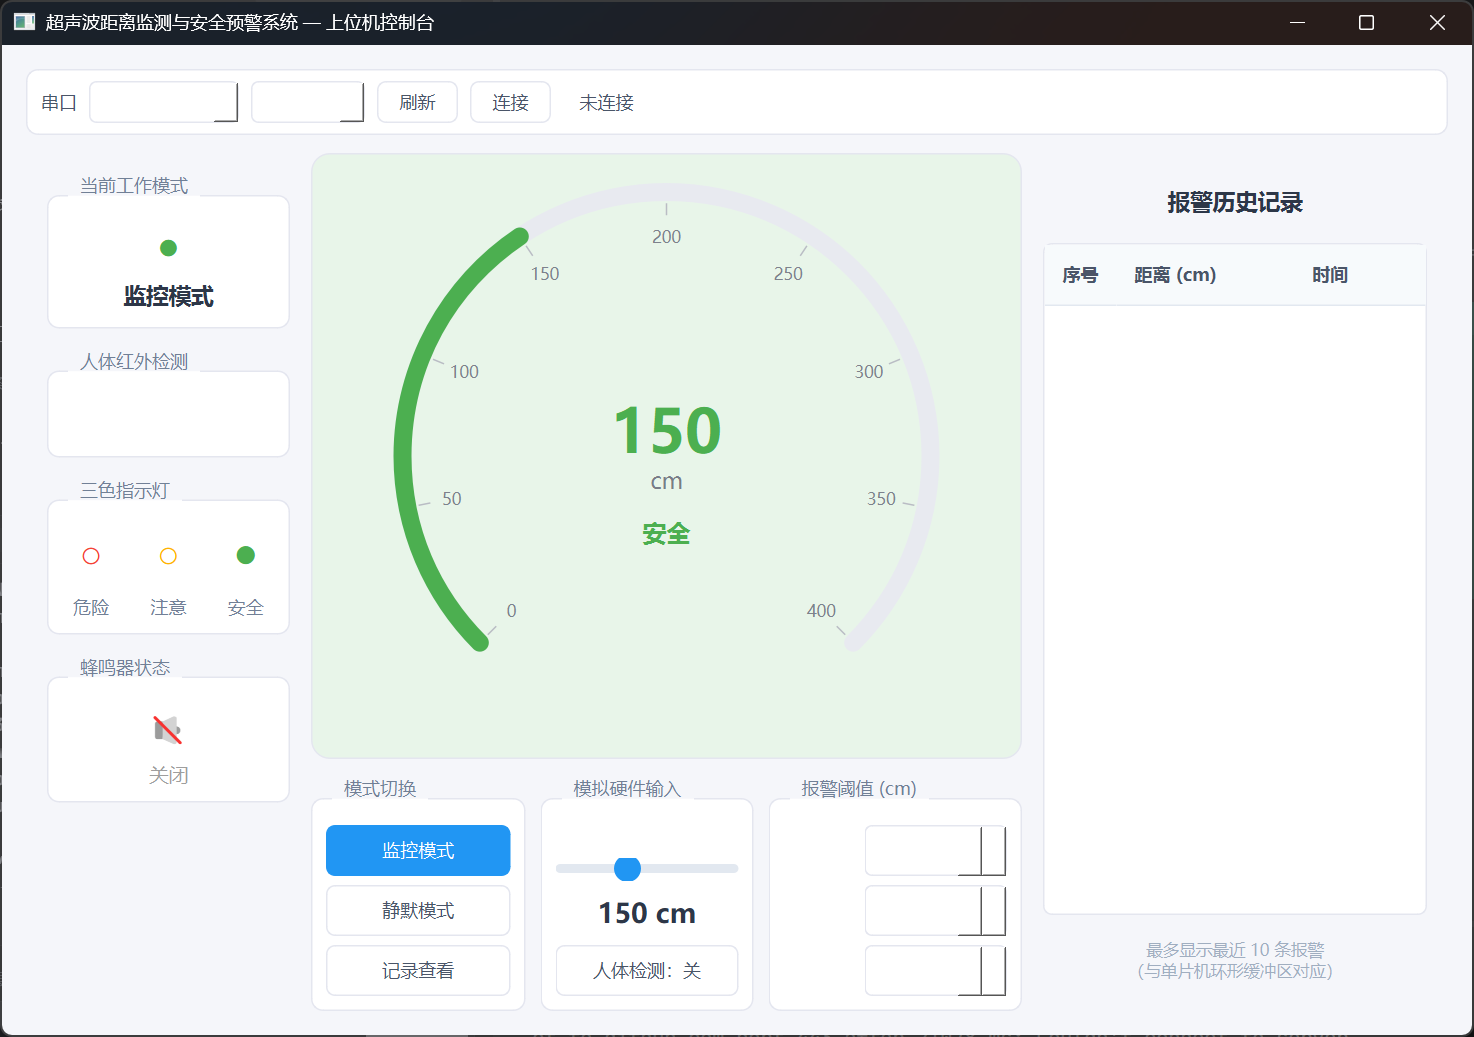 超声波距离监测与安全预警系统 — 上位机控制台
串口
刷新
连接
未连接
当前工作模式
监控模式
人体红外检测
三色指示灯
危险
注意
安全
蜂鸣器状态
关闭
0
50
100
150
200
250
300
350
400
150
cm
安全
模式切换
监控模式
静默模式
记录查看
模拟硬件输入
150 cm
人体检测：关
报警阈值 (cm)
报警历史记录
序号 距离 (cm) 时间
最多显示最近 10 条报警
(与单片机环形缓冲区对应)